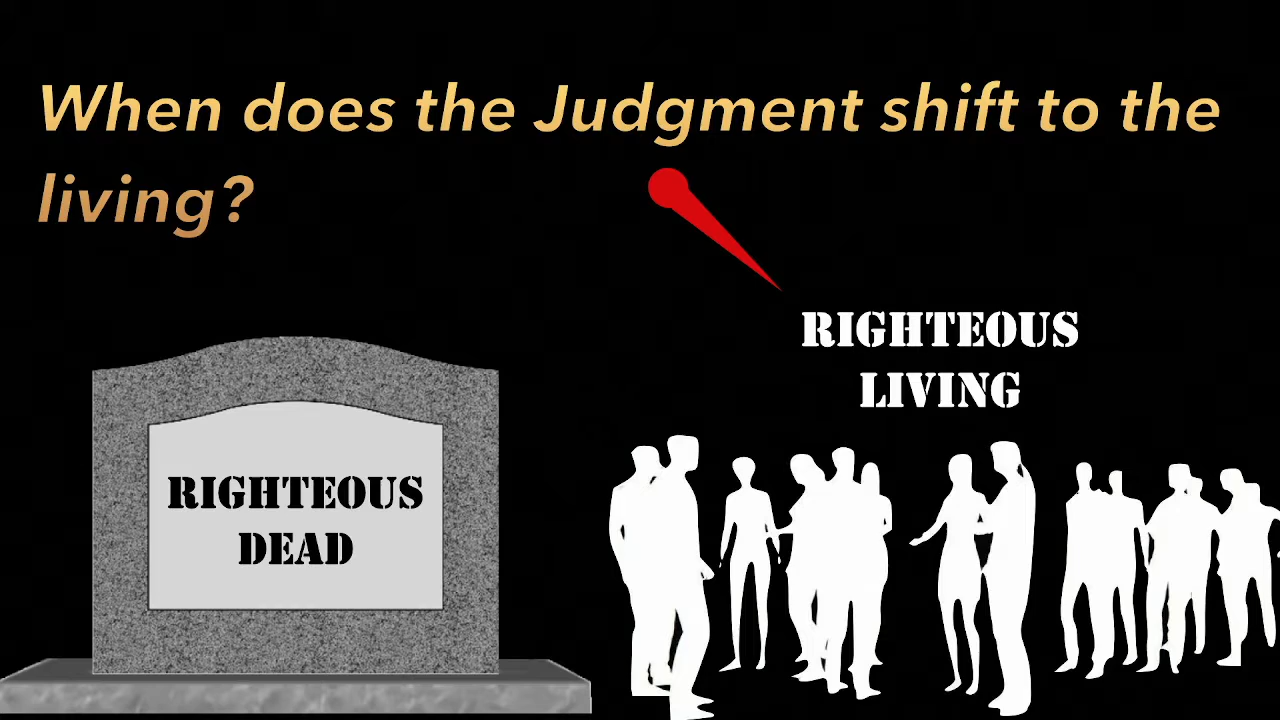 When does the Judgment shift to the
living?
RIGHTEOUS
LIVING
RIGHTEOUS
DEAD